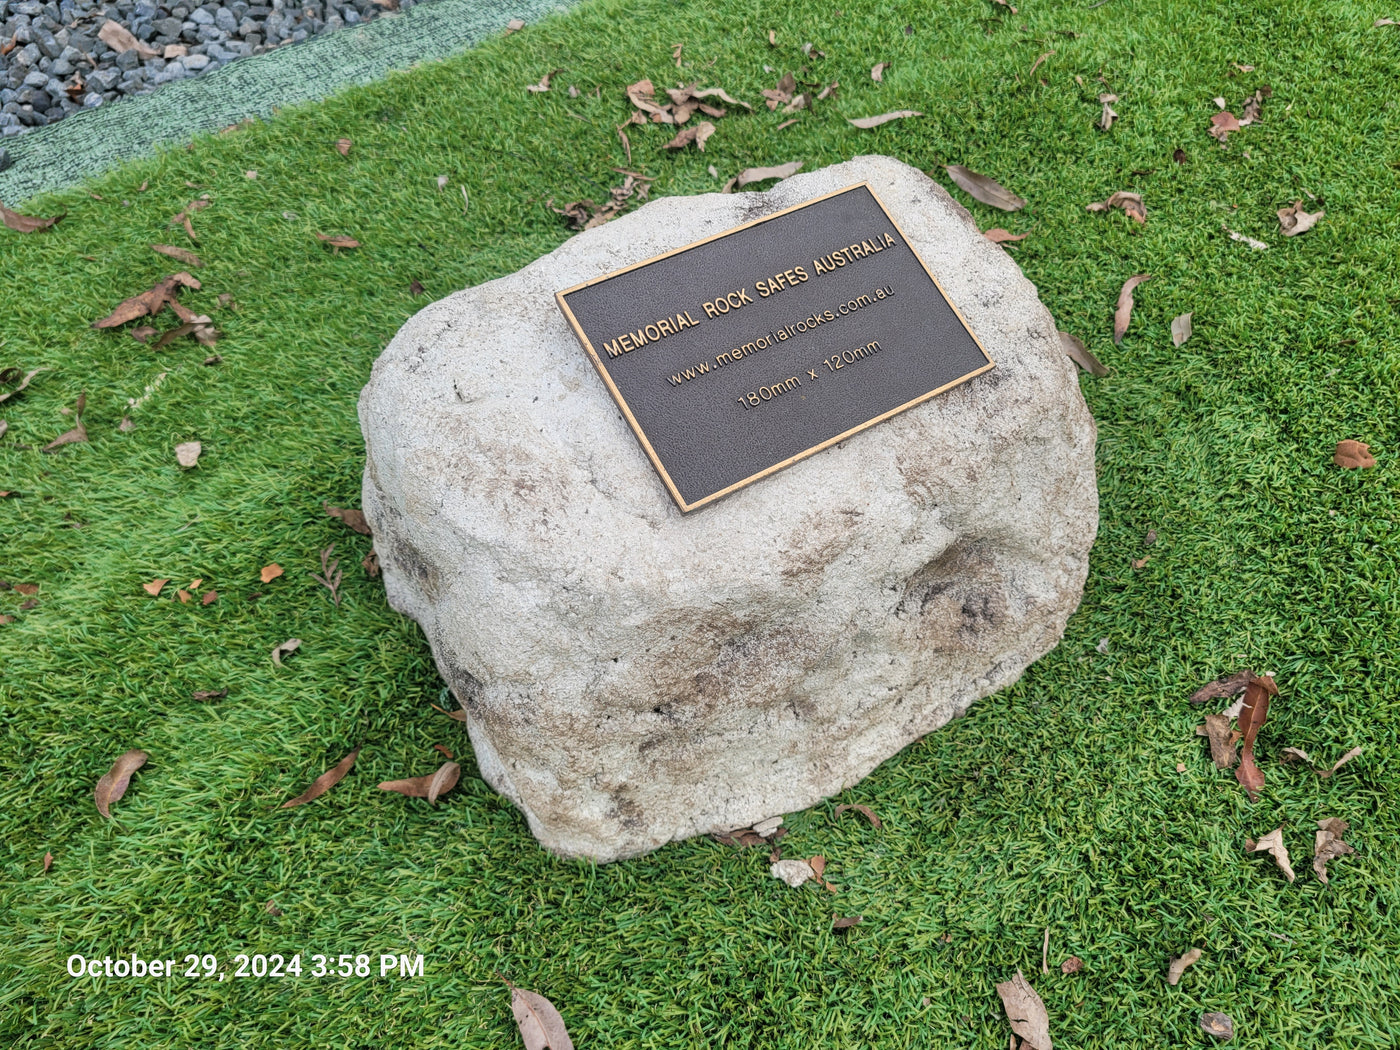 MEMORIAL ROCK SAFES AUSTRALIA
www.memorialrocks.com.au
180mm x 120mm
October 29, 2024 3:58 PM